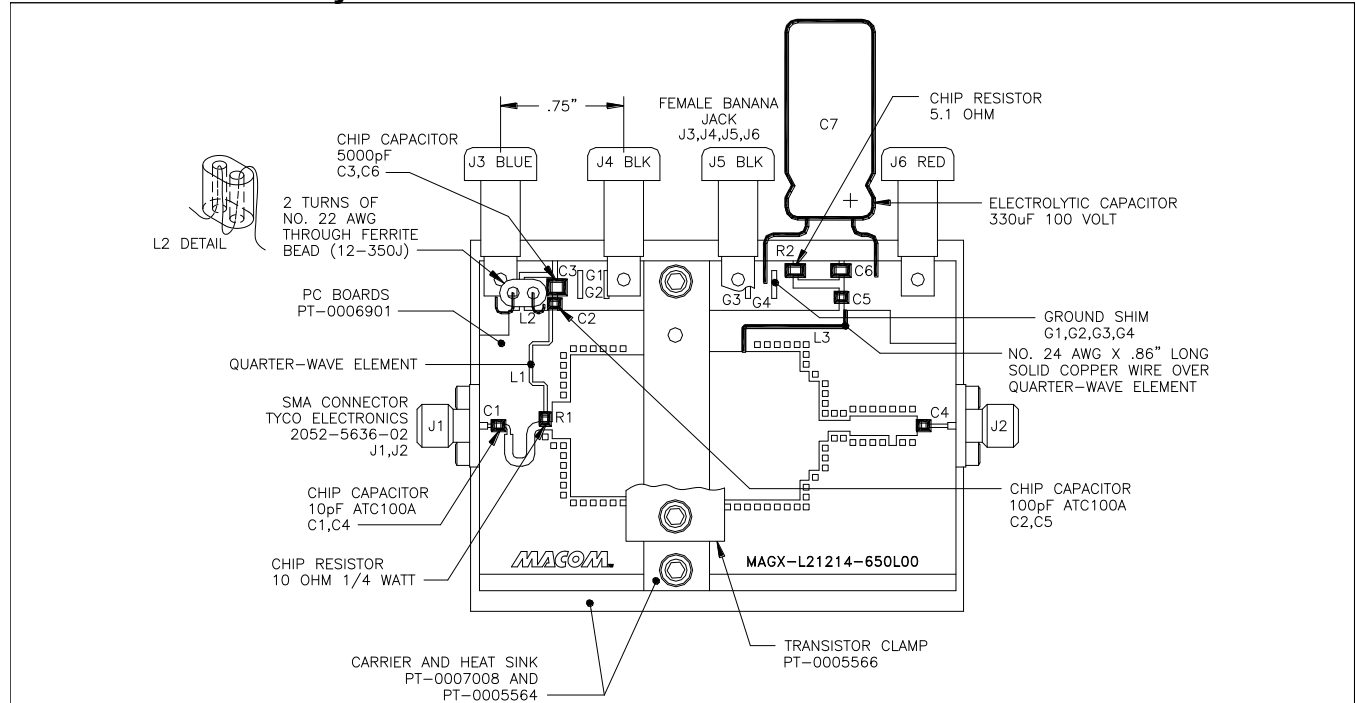 .75"
FEMALE BANANA
JACK
J3,J4,J5,J6
C7
CHIP RESISTOR
5.1 OHM
CHIP CAPACITOR
5000pF
C3,C6
J3 BLUE
J4 BLK
J5 BLK
J6 RED
L2 DETAIL
2 TURNS OF
NO. 22 AWG
THROUGH FERRITE
BEAD (12-350J)
+
ELECTROLYTIC CAPACITOR
330uF 100 VOLT
R2
C3
G1
G2
C6
G3
G4
C5
L2
C2
PC BOARDS
PT-0006901
GROUND SHIM
G1,G2,G3,G4
L3
NO. 24 AWG X .86" LONG
SOLID COPPER WIRE OVER
QUARTER-WAVE ELEMENT
QUARTER-WAVE ELEMENT
L1
SMA CONNECTOR
TYCO ELECTRONICS
2052-5636-02
J1,J2
J1
C1
R1
C4
J2
CHIP CAPACITOR
10pF ATC100A
C1,C4
CHIP CAPACITOR
100pF ATC100A
C2,C5
CHIP RESISTOR
10 OHM 1/4 WATT
MACOM
MAGX-L21214-650L00
TRANSISTOR CLAMP
PT-0005566
CARRIER AND HEAT SINK
PT-0007008 AND
PT-0005564